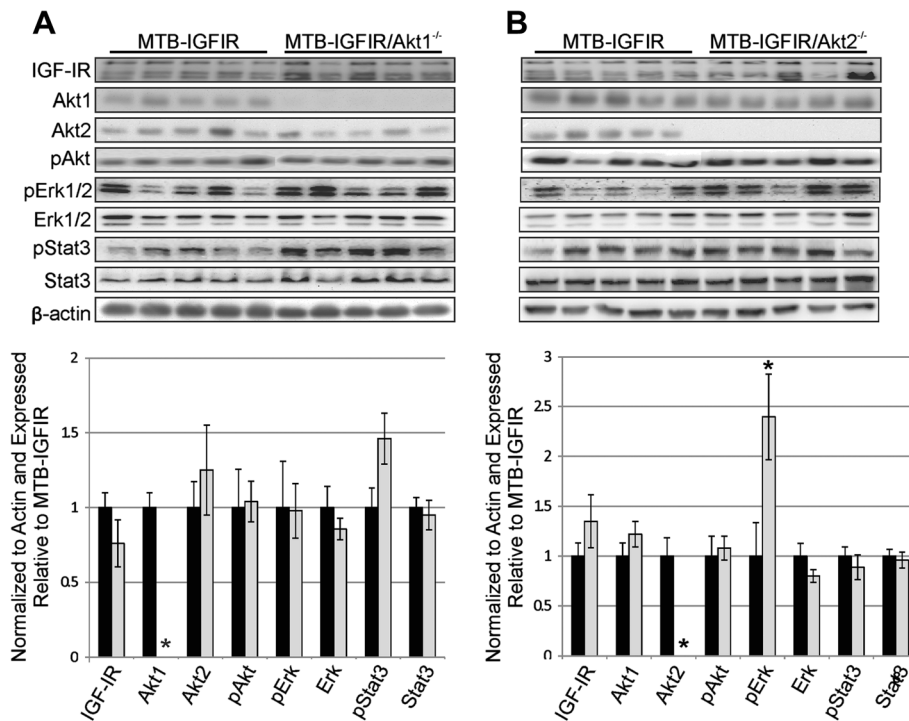 A
B
MTB-IGFIR MTB-IGFIR/Akt1-/-
MTB-IGFIR MTB-IGFIR/Akt2-/-
IGF-IR
Akt1
Akt2
pAkt
pErk1/2
Erk1/2
pStat3
Stat3
β-actin
Normalized to Actin and Expressed
Relative to MTB-IGFIR
2
1.5
1
0.5
0
*
IGF-IR Akt1 Akt2 pAkt pErk Erk pStat3 Stat3
Normalized to Actin and Expressed
Relative to MTB-IGFIR
3
2.5
2
1.5
1
0.5
0
*
*
IGF-IR Akt1 Akt2 pAkt pErk Erk pStat3 Stat3